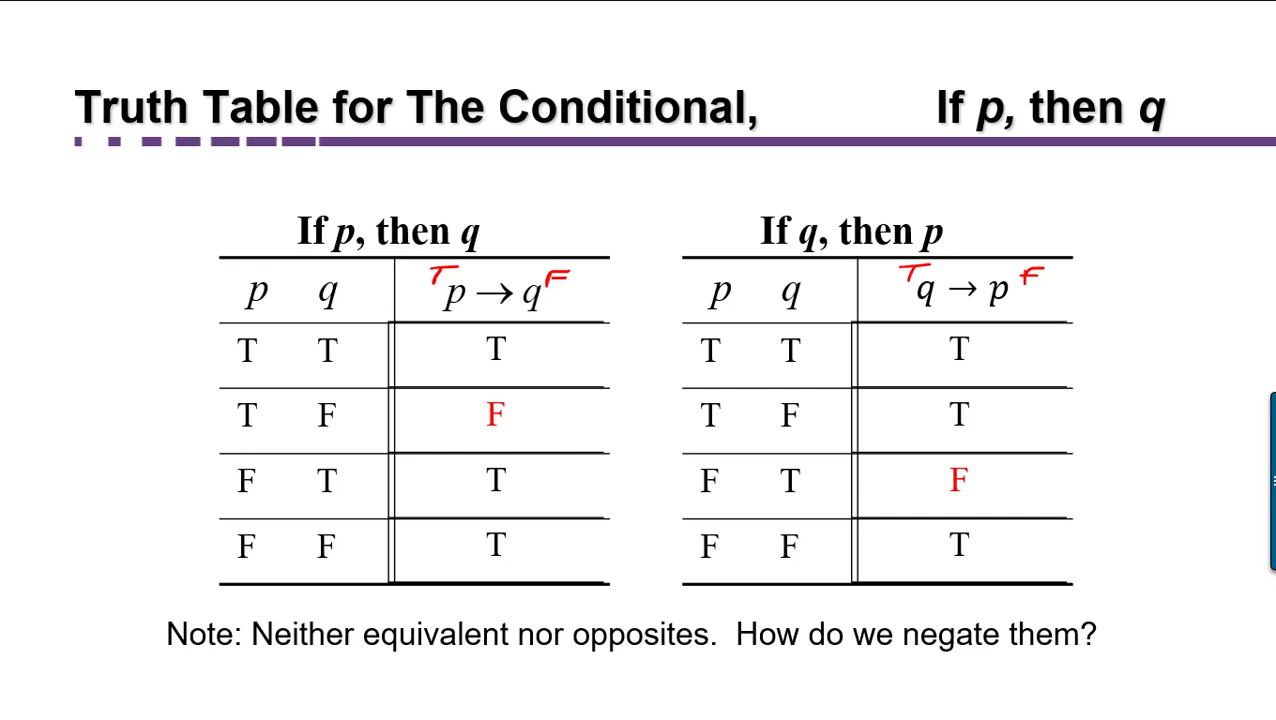 Truth Table for The Conditional, If p, then q
If p, then q
p q T p → q F
T T T
T F F
F T T
F F T
If q, then p
p q T q → p F
T T T
T F T
F T F
F F T
Note: Neither equivalent nor opposites. How do we negate them?